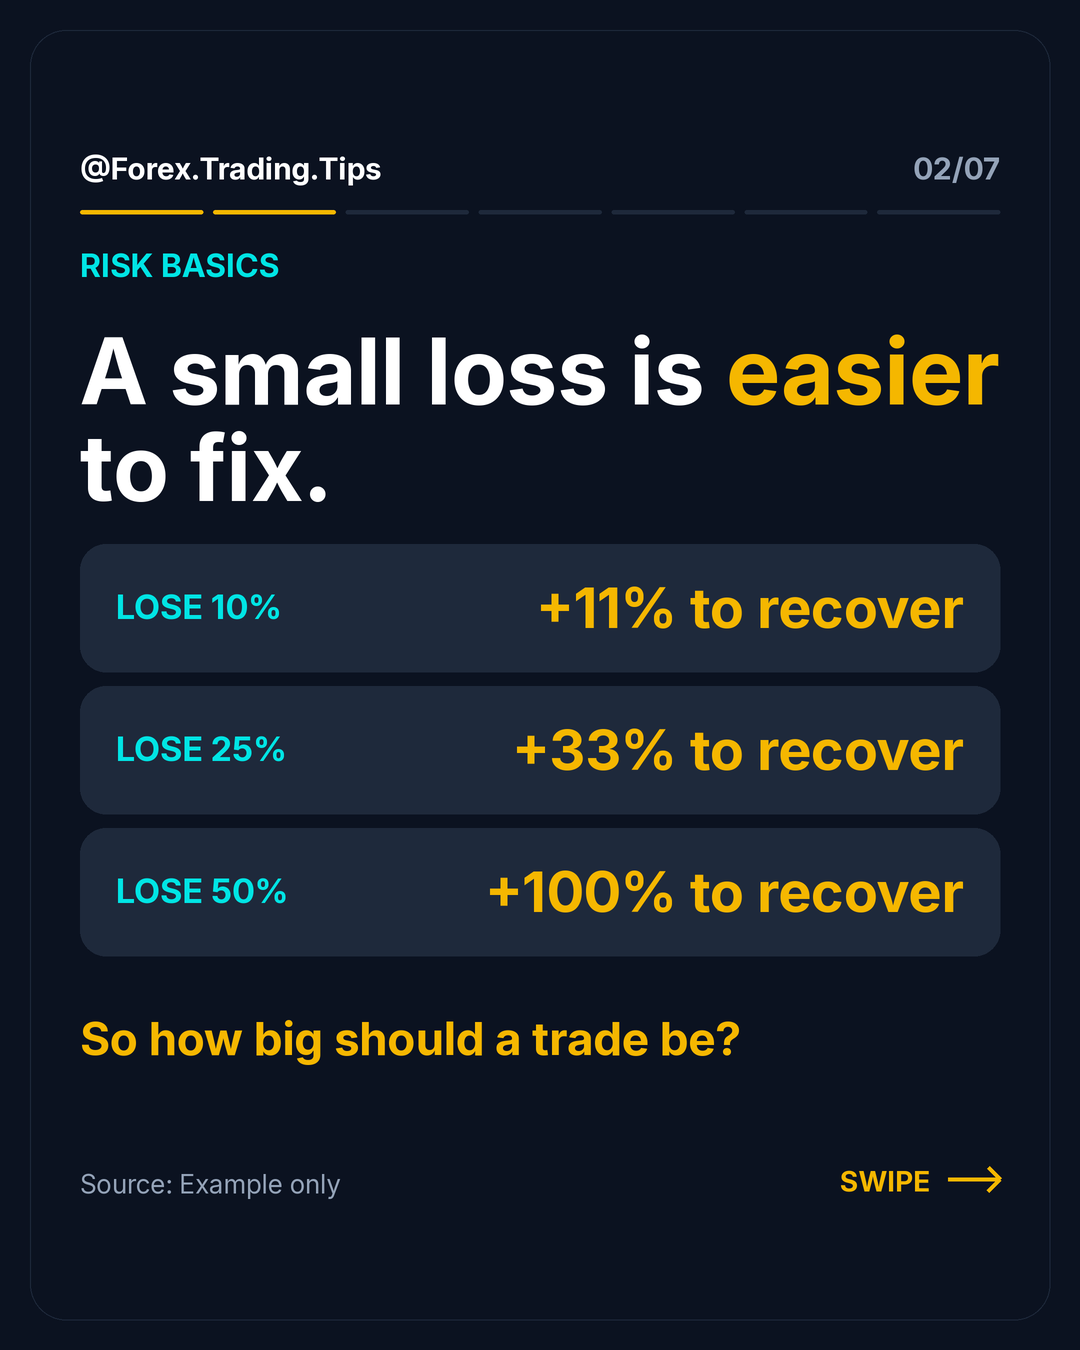 @Forex.Trading.Tips
02/07
RISK BASICS
A small loss is easier
to fix.
LOSE 10%
+11% to recover
LOSE 25%
+33% to recover
LOSE 50%
+100% to recover
So how big should a trade be?
Source: Example only
SWIPE →